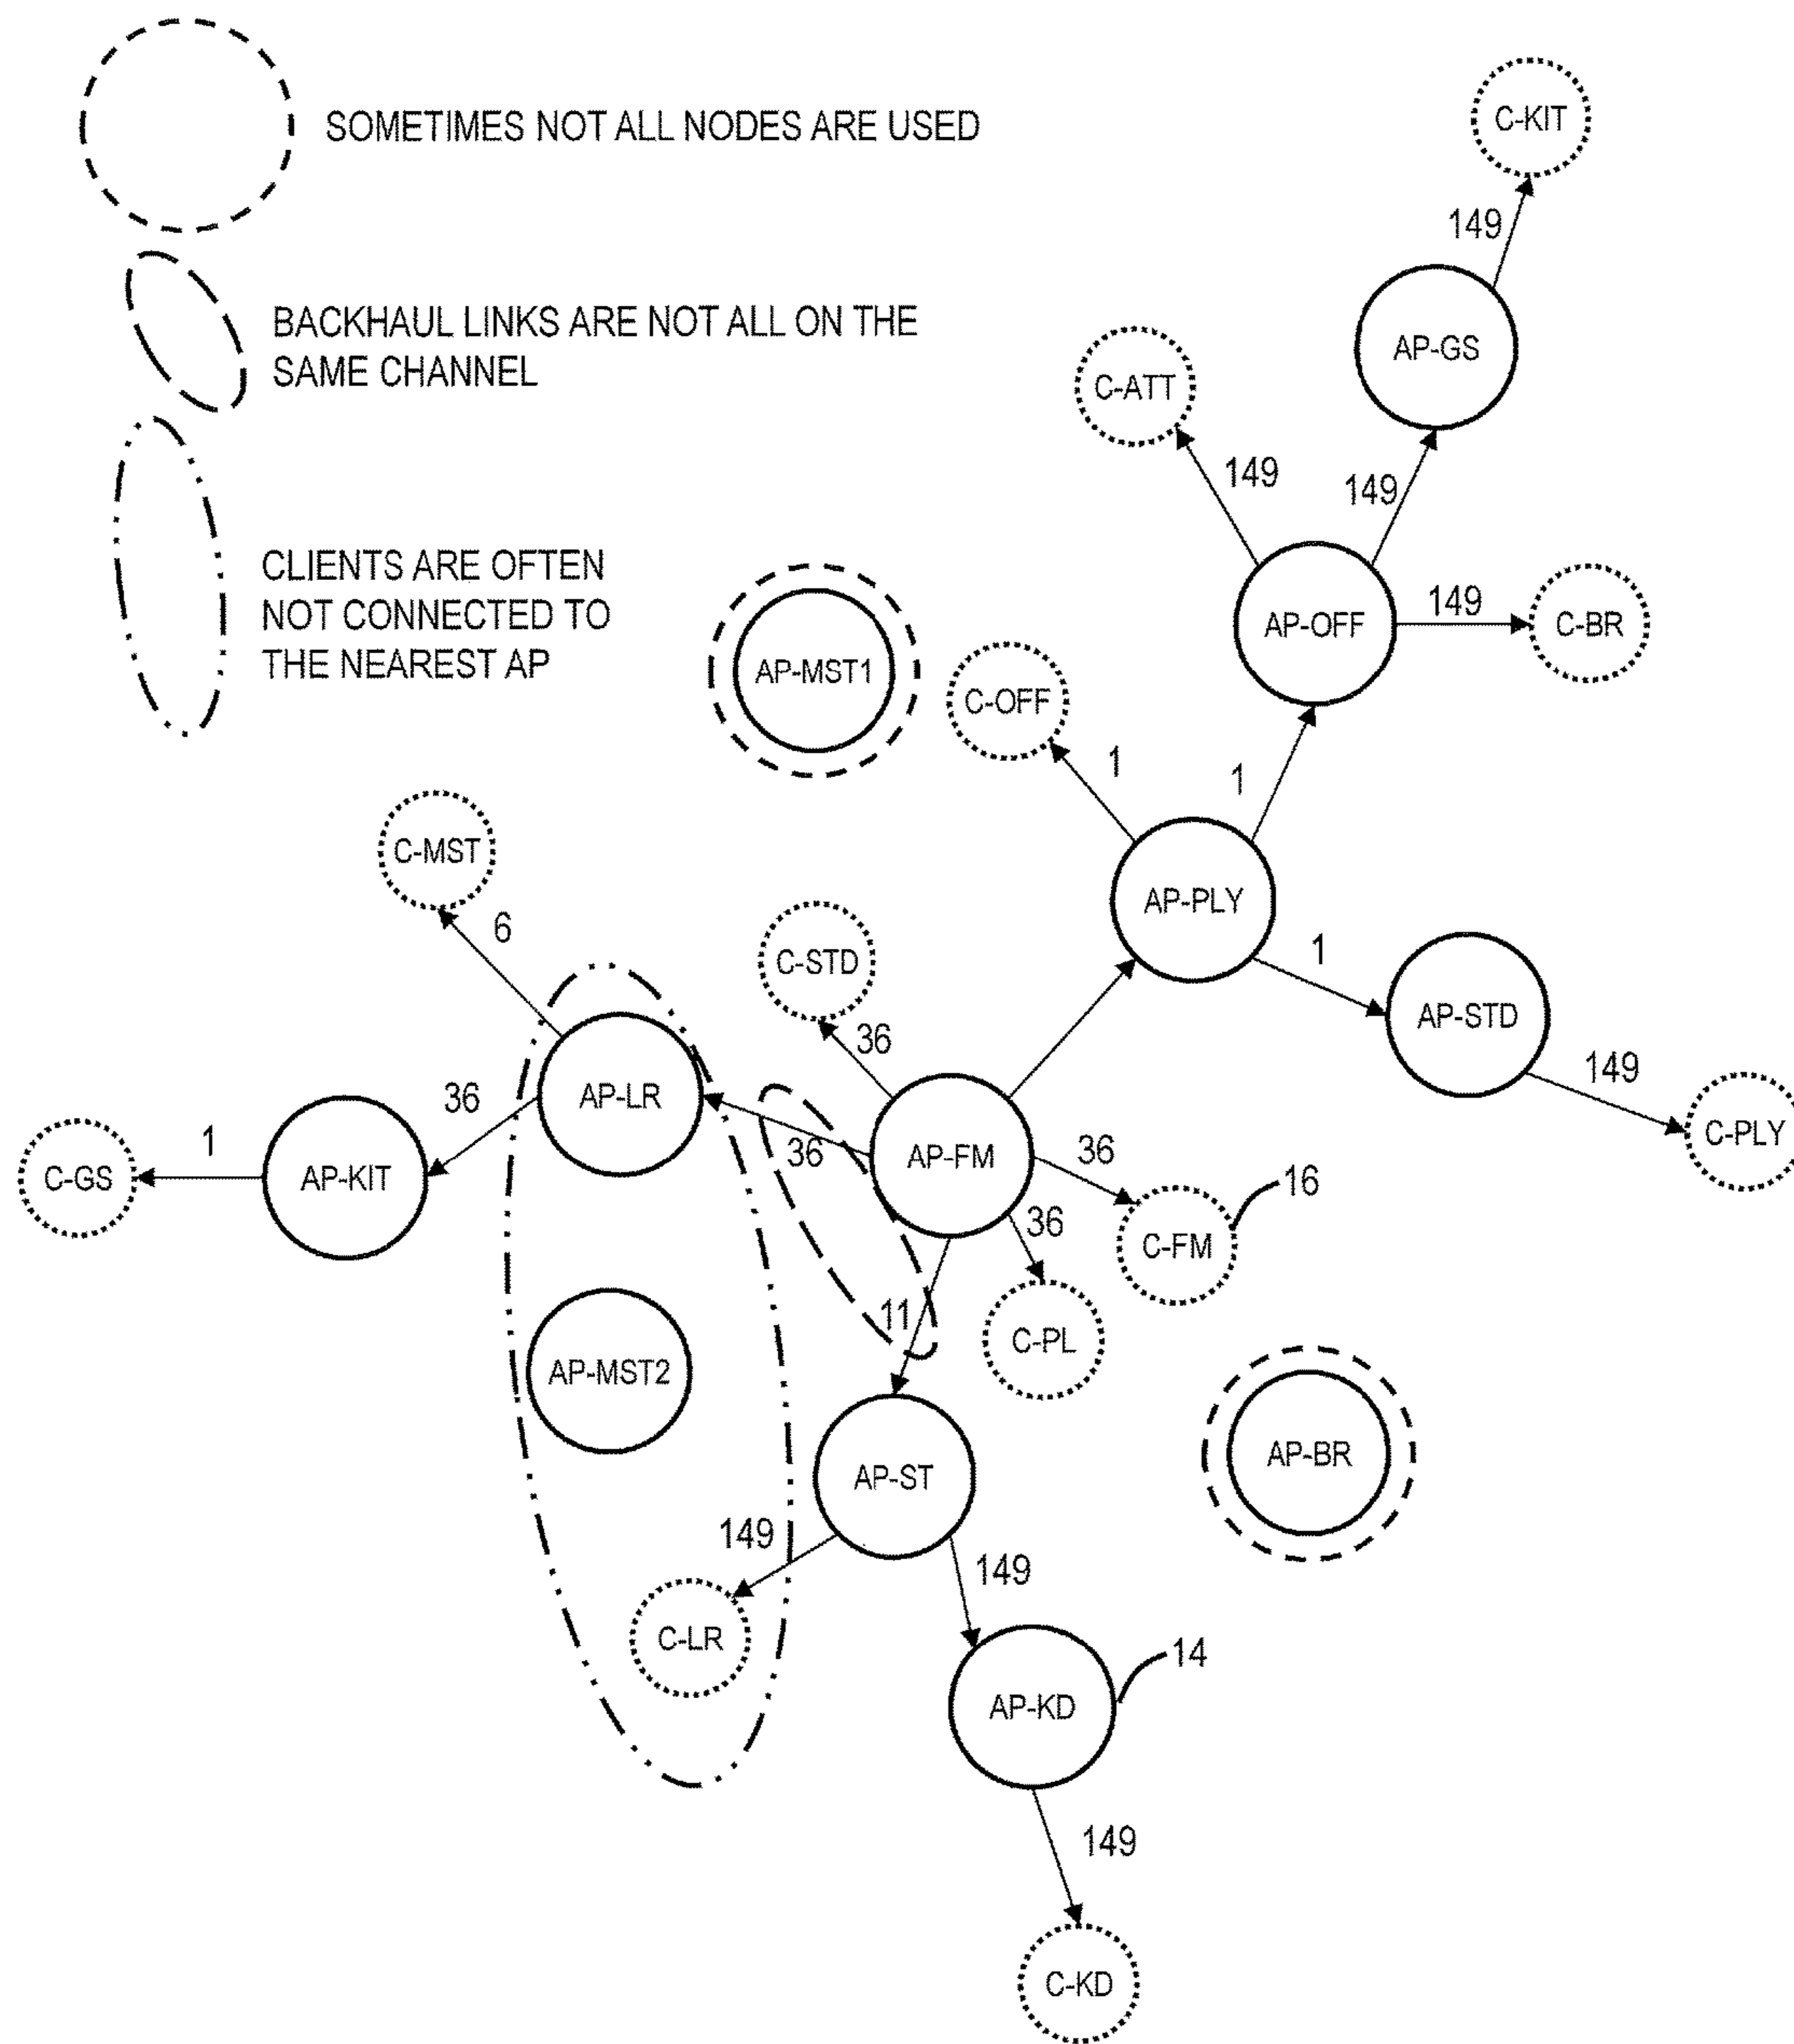 SOMETIMES NOT ALL NODES ARE USED
BACKHAUL LINKS ARE NOT ALL ON THE
SAME CHANNEL
CLIENTS ARE OFTEN
NOT CONNECTED TO
THE NEAREST AP
C-KIT
149
AP-GS
C-ATT
149
149
AP-OFF
149
C-BR
AP-MST1
C-OFF
1
1
AP-PLY
1
AP-STD
149
C-PLY
C-MST
6
C-STD
36
AP-LR
36
AP-FM
36
C-FM
16
36
C-PL
36
AP-KIT
1
C-GS
11
AP-MST2
AP-ST
AP-BR
149
C-LR
149
AP-KD
14
149
C-KD